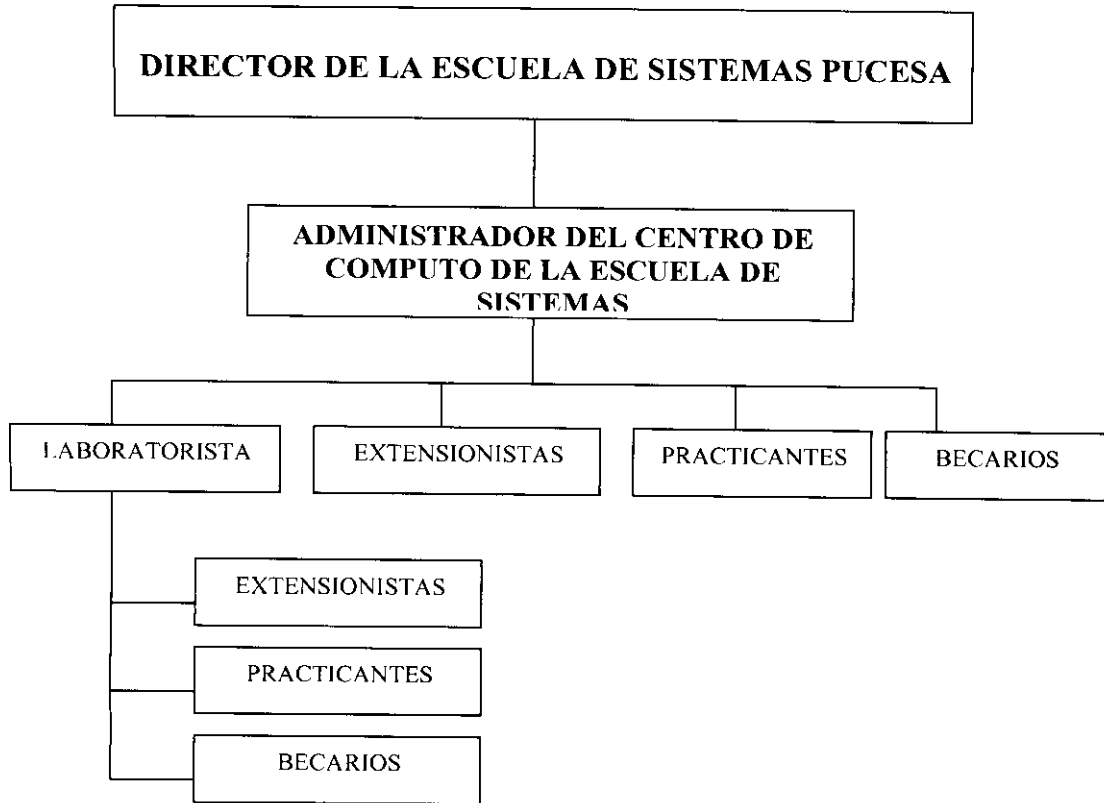 DIRECTOR DE LA ESCUELA DE SISTEMAS PUCESA
ADMINISTRADOR DEL CENTRO DE
COMPUTO DE LA ESCUELA DE
SISTEMAS
LABORATORISTA
EXTENSIONISTAS
PRACTICANTES
BECARIOS
EXTENSIONISTAS
PRACTICANTES
BECARIOS